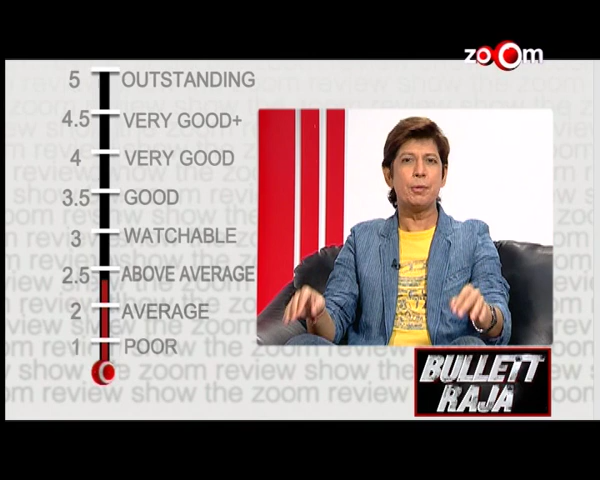 zoom
5 OUTSTANDING
4.5 VERY GOOD+
4 VERY GOOD
3.5 GOOD
3 WATCHABLE
2.5 ABOVE AVERAGE
2 AVERAGE
1 POOR
BULLETT
RAJA